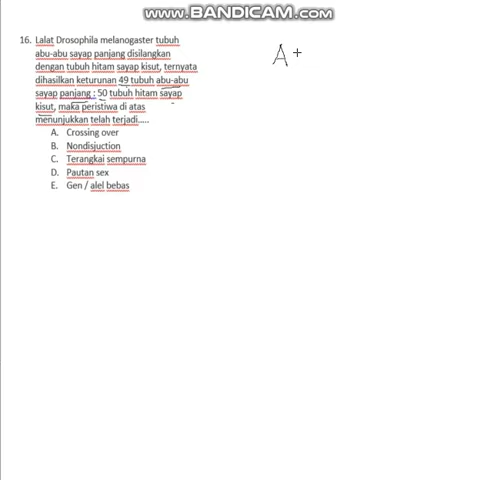 WWW.BANDICAM.COM
16. Lalat Drosophila melanogaster tubuh
abu-abu sayap panjang disilangkan
dengan tubuh hitam sayap kisut, ternyata
dihasilkan keturunan 49 tubuh abu-abu
sayap panjang : 50 tubuh hitam sayap
kisut, maka peristiwa di atas
menunjukkan telah terjadi.....
A. Crossing over
B. Nondisjuction
C. Terangkai sempurna
D. Pautan sex
E. Gen / alel bebas
A +